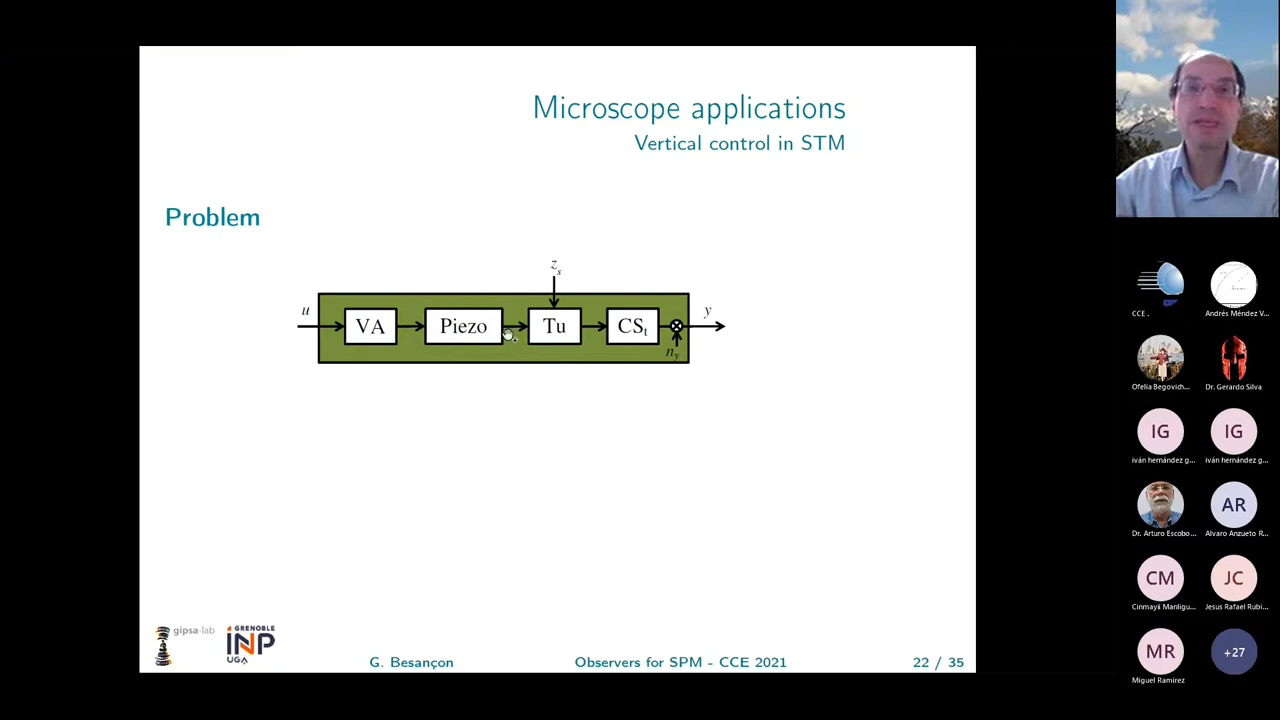 Microscope applications
Vertical control in STM
Problem
z_s
u
VA
Piezo
Tu
CS_t
y
n_y
gipsa-lab
GRENOBLE
INP
UGA
G. Besançon
Observers for SPM - CCE 2021
22 / 35
CCE .
Andrés Méndez V...
Ofelia Begovich...
Dr. Gerardo Silva
IG
IG
iván hernández g...
iván hernández g...
AR
Dr. Arturo Escobo...
Alvaro Anzueto R...
CM
JC
Cinmayii Manligu...
Jesus Rafael Rubi...
MR
+27
Miguel Ramirez